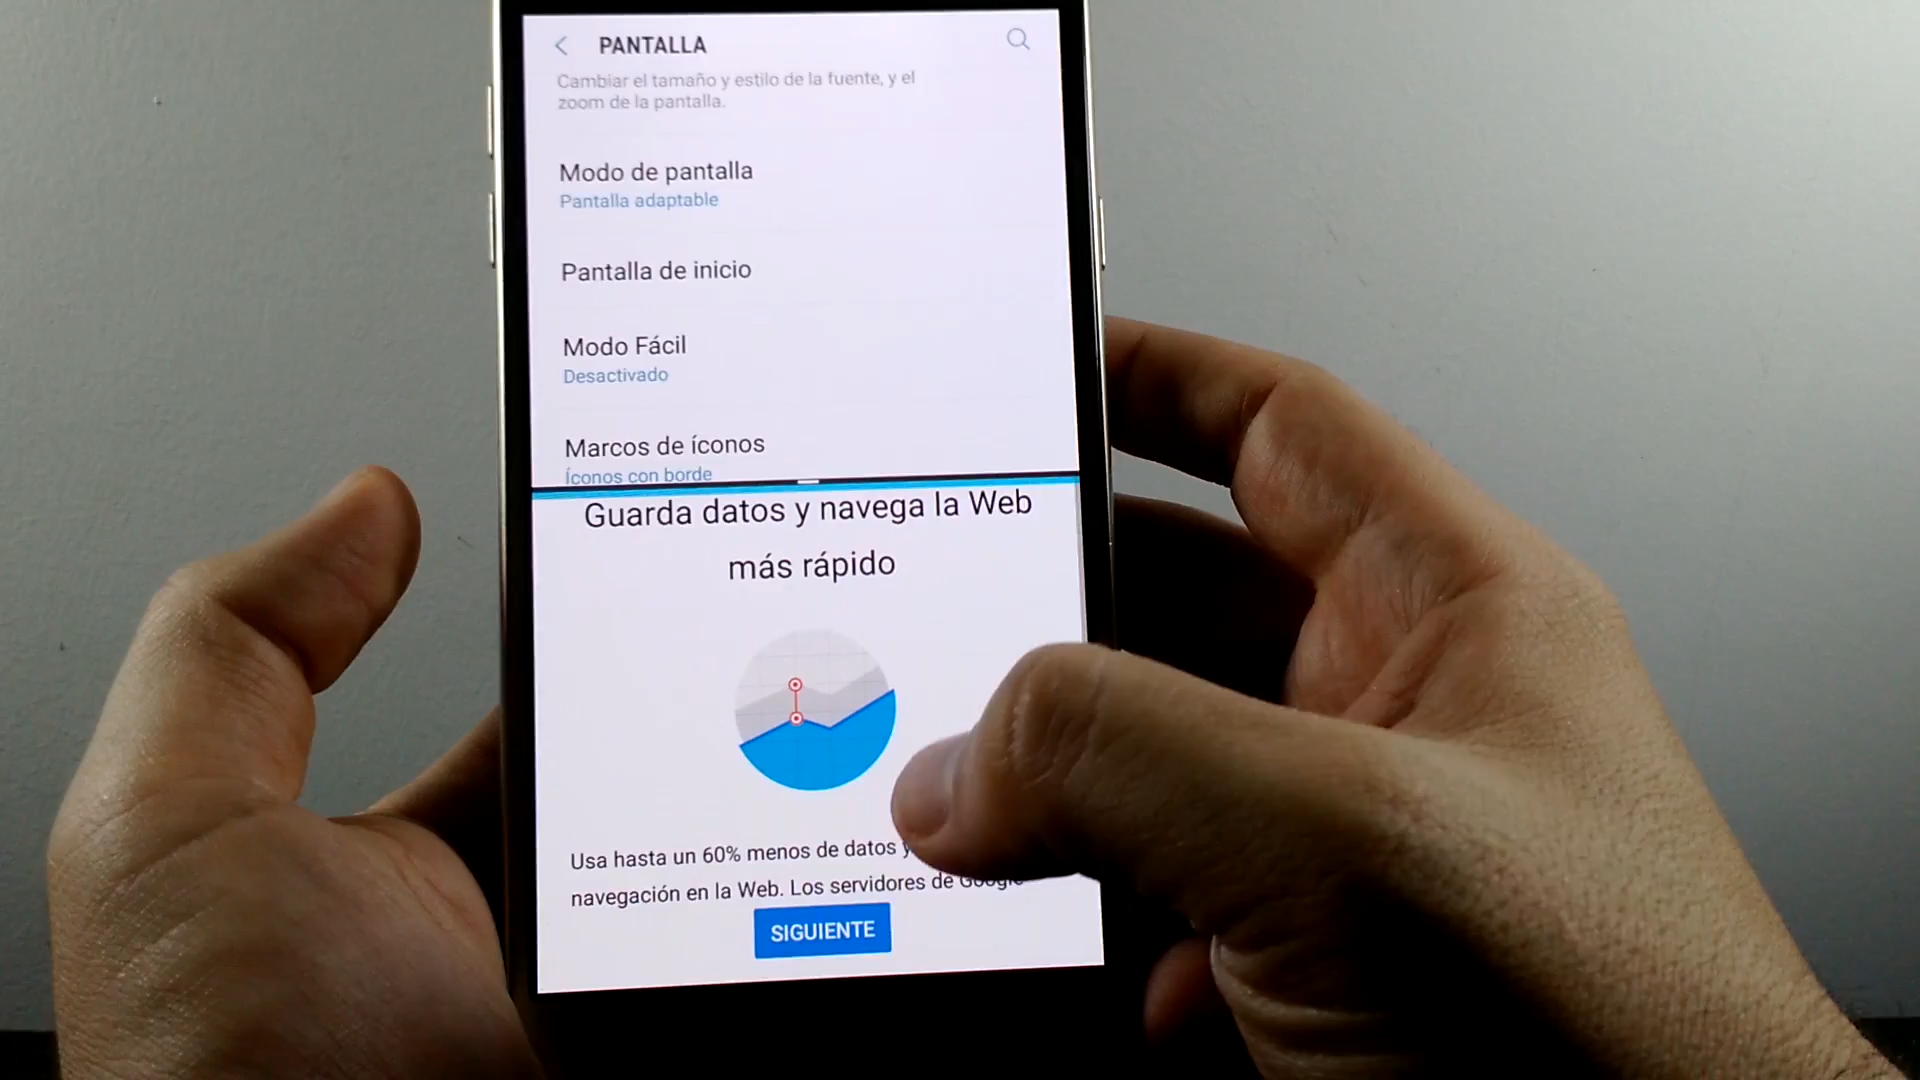 PANTALLA
Cambiar el tamaño y estilo de la fuente, y el
zoom de la pantalla.
Modo de pantalla
Pantalla adaptable
Pantalla de inicio
Modo Fácil
Desactivado
Marcos de íconos
Íconos con borde
Guarda datos y navega la Web
más rápido
Usa hasta un 60% menos de datos y
navegación en la Web. Los servidores de Google
SIGUIENTE